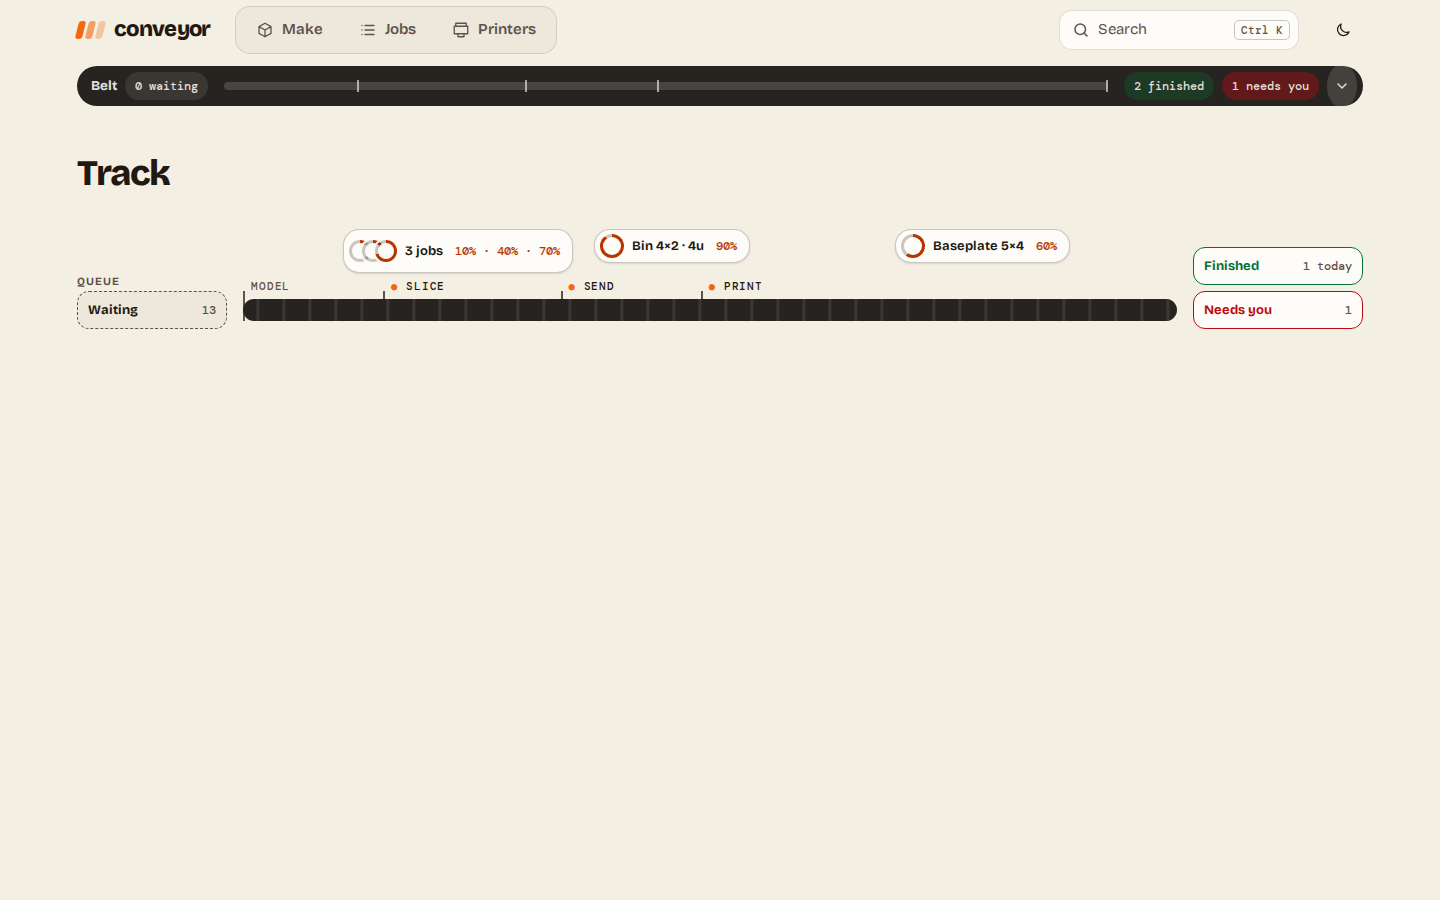 conveyor
Make
Jobs
Printers
Search
Ctrl K
Belt
0 waiting
2 finished
1 needs you
Track
3 jobs 10% · 40% · 70%
Bin 4×2 · 4u 90%
Baseplate 5×4 60%
QUEUE
Waiting 13
MODEL
SLICE
SEND
PRINT
Finished 1 today
Needs you 1